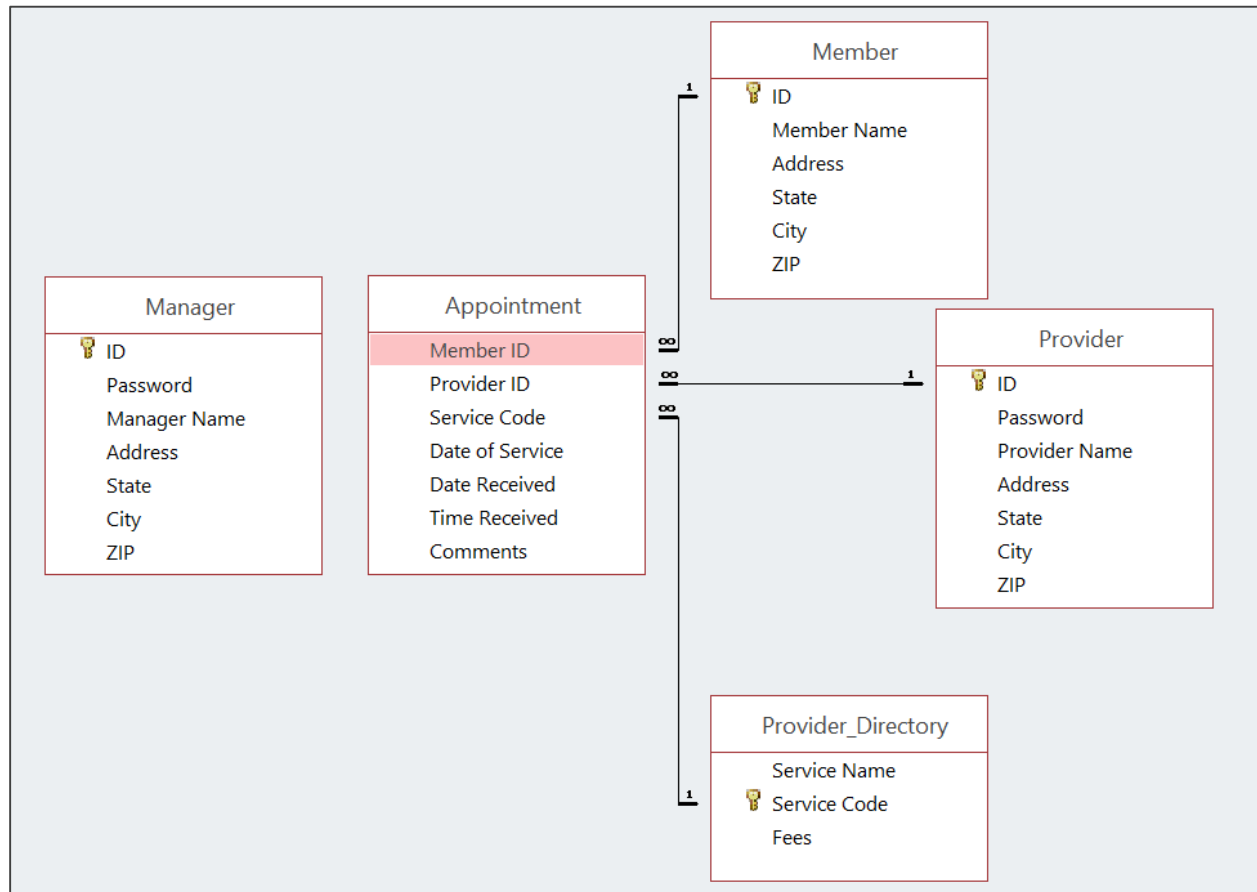 Member
1
ID
Member Name
Address
State
City
ZIP
Manager
ID
Password
Manager Name
Address
State
City
ZIP
Appointment
∞
Member ID
∞
Provider ID
∞
Service Code
Date of Service
Date Received
Time Received
Comments
Provider
1
ID
Password
Provider Name
Address
State
City
ZIP
Provider_Directory
Service Name
1
Service Code
Fees